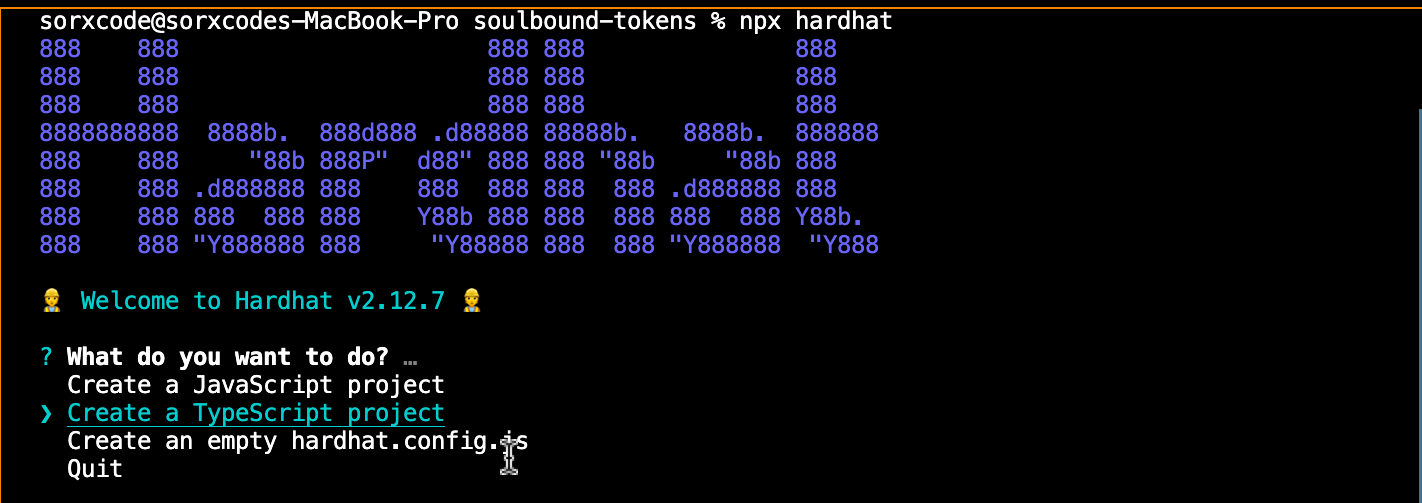 sorxcode@sorxcodes-MacBook-Pro soulbound-tokens % npx hardhat
888    888                      888 888               888
888    888                      888 888               888
888    888                      888 888               888
8888888888  8888b.  888d888 .d88888 88888b.   8888b.  888888
888    888     "88b 888P"  d88" 888 888 "88b     "88b 888
888    888 .d888888 888    888  888 888  888 .d888888 888
888    888 888  888 888    Y88b 888 888  888 888  888 Y88b.
888    888 "Y888888 888     "Y88888 888  888 "Y888888  "Y888
👷 Welcome to Hardhat v2.12.7 👷
? What do you want to do? …
Create a JavaScript project
❯ Create a TypeScript project
Create an empty hardhat.config.js
Quit